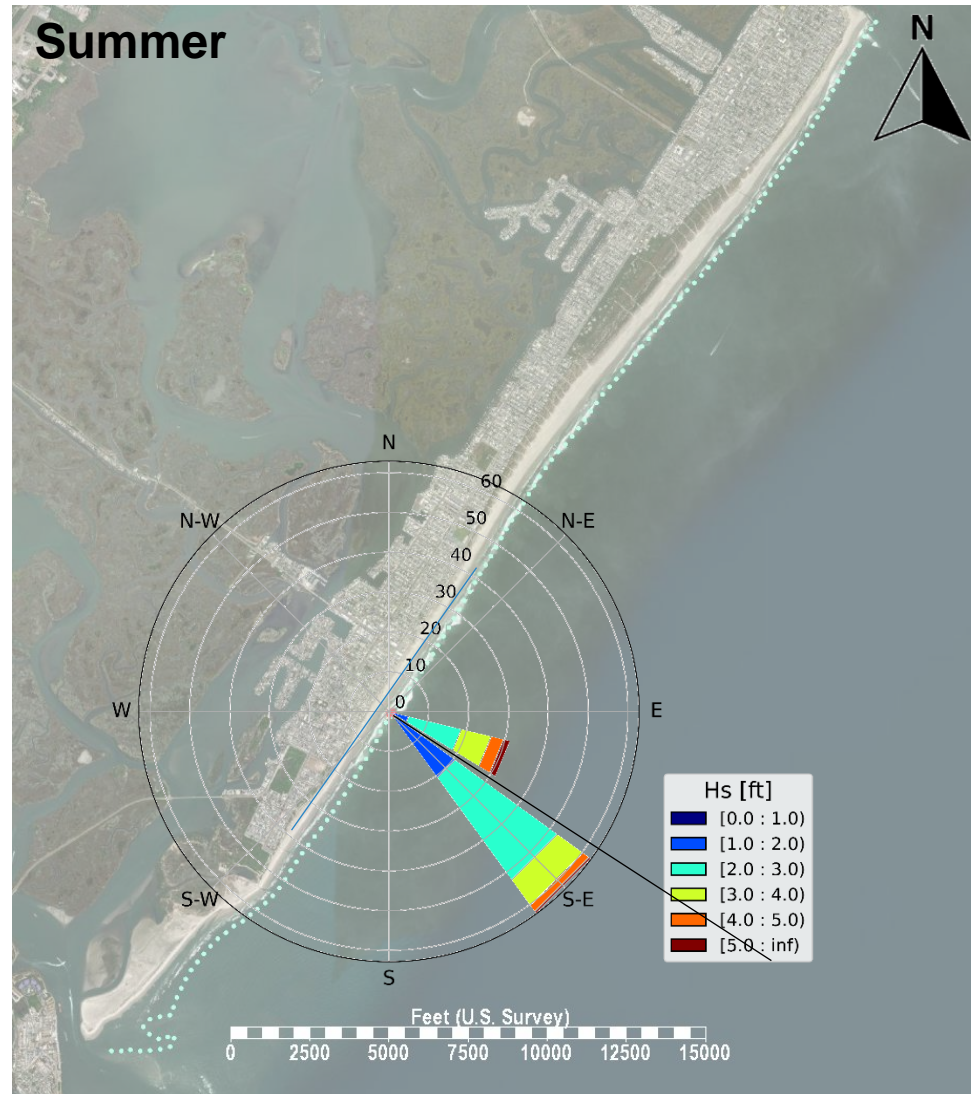 Summer
N
N
N-W
N-E
60
50
40
30
20
10
0
W
E
S-W
S-E
S
Hs [ft]
[0.0 : 1.0)
[1.0 : 2.0)
[2.0 : 3.0)
[3.0 : 4.0)
[4.0 : 5.0)
[5.0 : inf)
Feet (U.S. Survey)
0 2500 5000 7500 10000 12500 15000